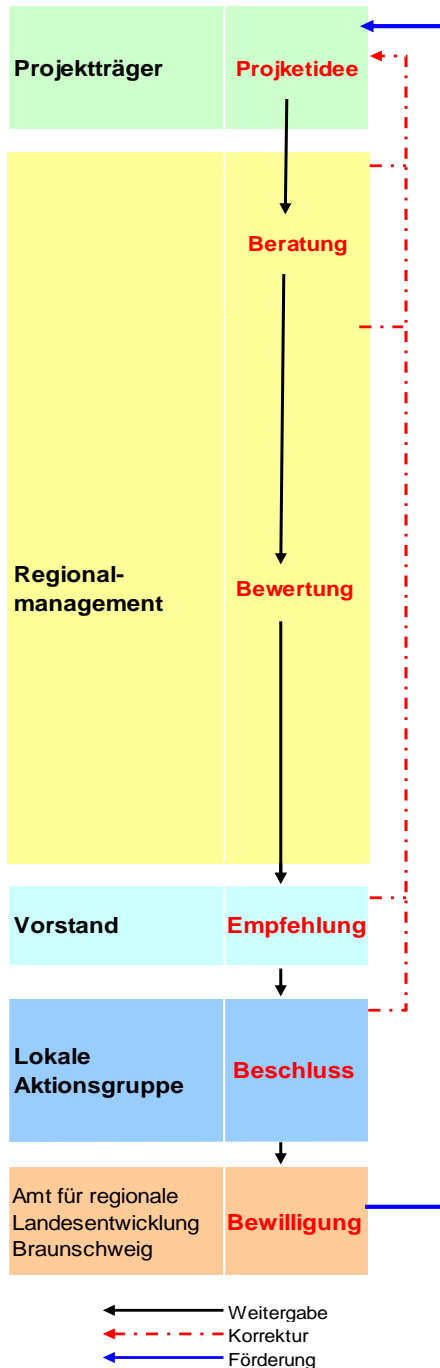 Projektträger
Projketidee
Beratung
Regional-
management
Bewertung
Vorstand
Empfehlung
Lokale
Aktionsgruppe
Beschluss
Amt für regionale
Landesentwicklung
Braunschweig
Bewilligung
Weitergabe
Korrektur
Förderung